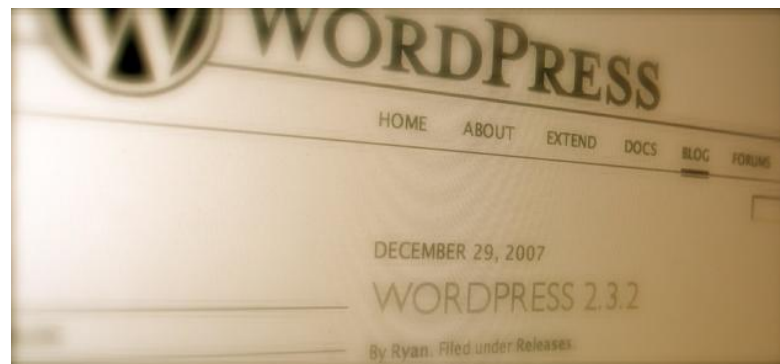 WORDPRESS
HOME ABOUT EXTEND DOCS BLOG FORUMS
DECEMBER 29, 2007
WORDPRESS 2.3.2
By Ryan. Filed under Releases.